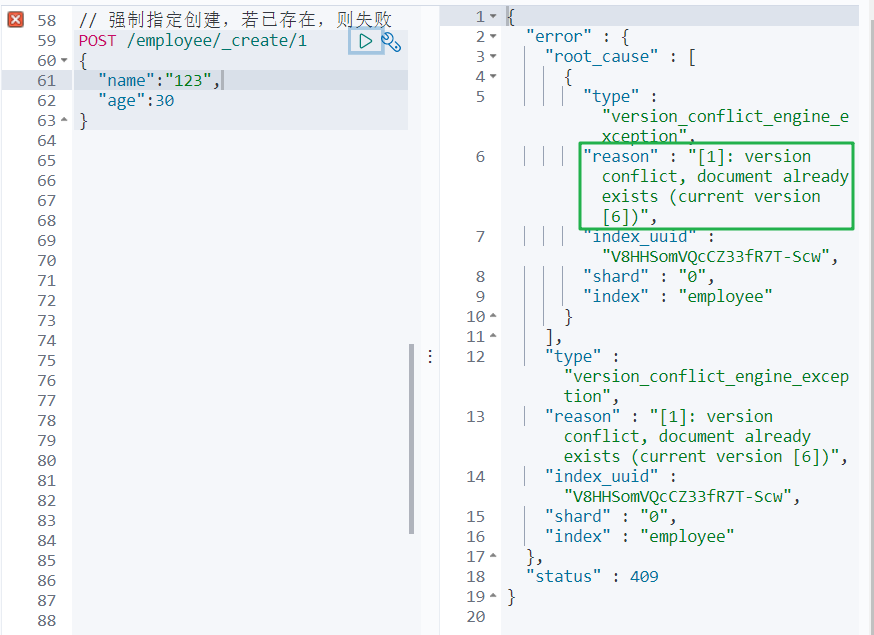 58 // 强制指定创建，若已存在，则失败
59 POST /employee/_create/1
60 {
61 "name":"123",
62 "age":30
63 }
64
65
66
67
68
69
70
71
72
73
74
75
76
77
78
79
80
81
82
83
84
85
86
87
88
1 {
2 "error" : {
3 "root_cause" : [
4 {
5 "type" :
"version_conflict_engine_e
xception",
6 "reason" : "[1]: version
conflict, document already
exists (current version
[6])",
7 "index_uuid" :
"V8HHSomVQcCZ33fR7T-Scw",
8 "shard" : "0",
9 "index" : "employee"
10 }
11 ],
12 "type" :
"version_conflict_engine_excep
tion",
13 "reason" : "[1]: version
conflict, document already
exists (current version [6])",
14 "index_uuid" :
"V8HHSomVQcCZ33fR7T-Scw",
15 "shard" : "0",
16 "index" : "employee"
17 },
18 "status" : 409
19 }
20